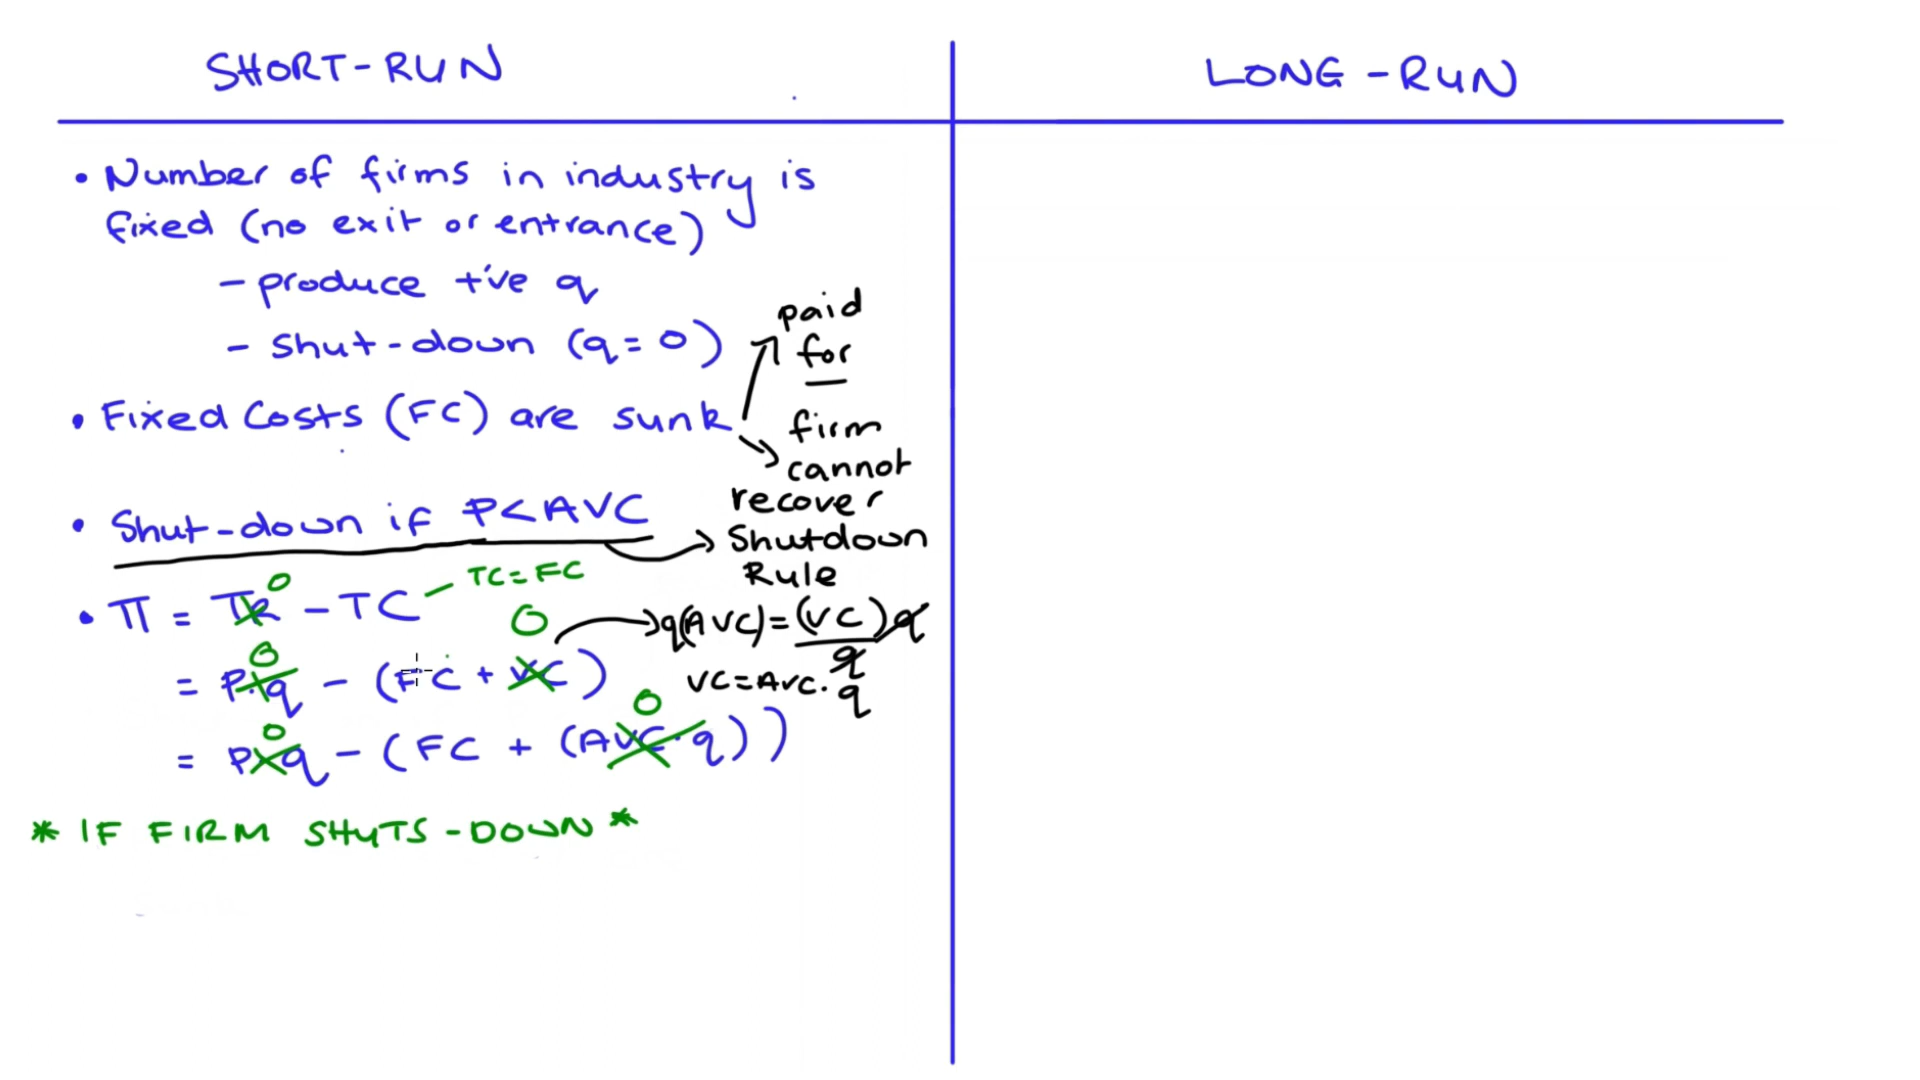 SHORT-RUN
LONG-RUN
• Number of firms in industry is
fixed (no exit or entrance)
- produce +'ve q
- shut-down (q = 0)
paid
for
• Fixed Costs (FC) are sunk
firm
cannot
recover
• Shut-down if P<AVC
Shutdown
Rule
TC = FC
0
• π = TR - TC
0
q(AVC) = (VC)q
q
0
= P·q - (FC + VC)
VC = AVC·q
0
0
= P·q - (FC + (AVC·q))
* IF FIRM SHUTS-DOWN *